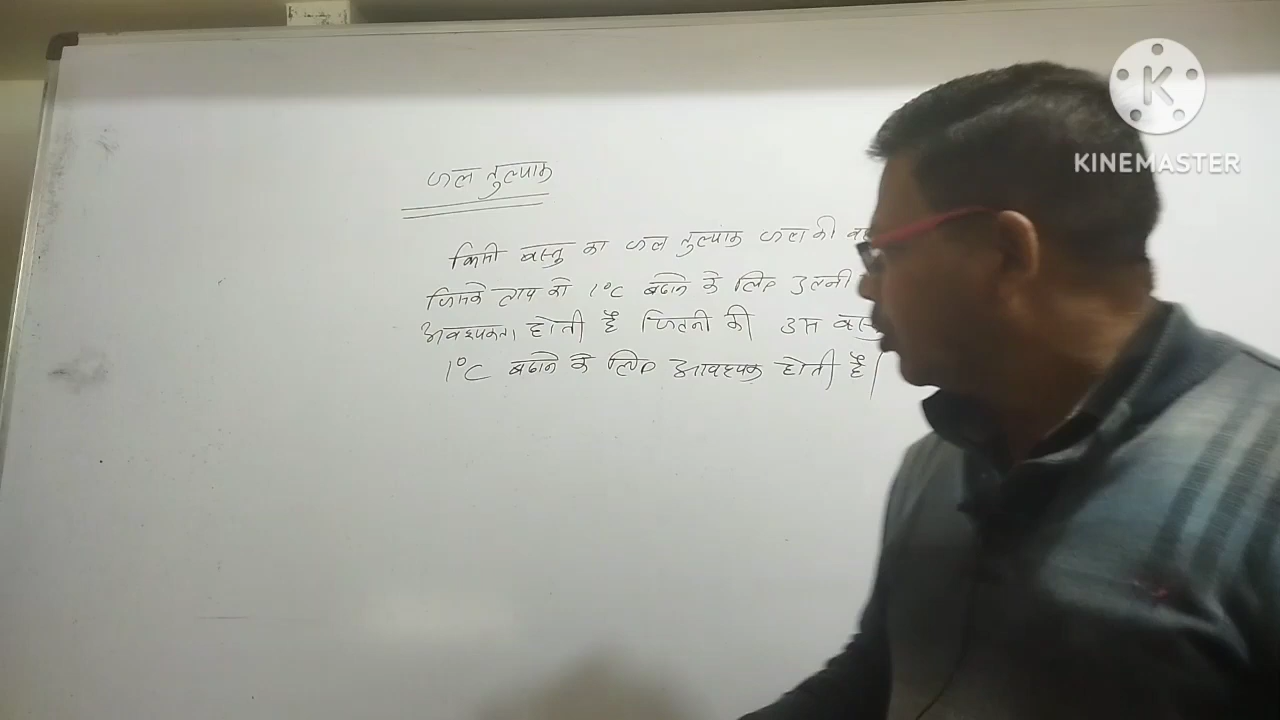 जल तुल्यांक
किसी वस्तु का जल तुल्यांक जल की
जिसके ताप को 1°C बढाने के लिए उतनी
आवश्यकता होती है जितनी की उस वस्तु
1°C बढाने के लिए आवश्यक होती है।
KINEMASTER